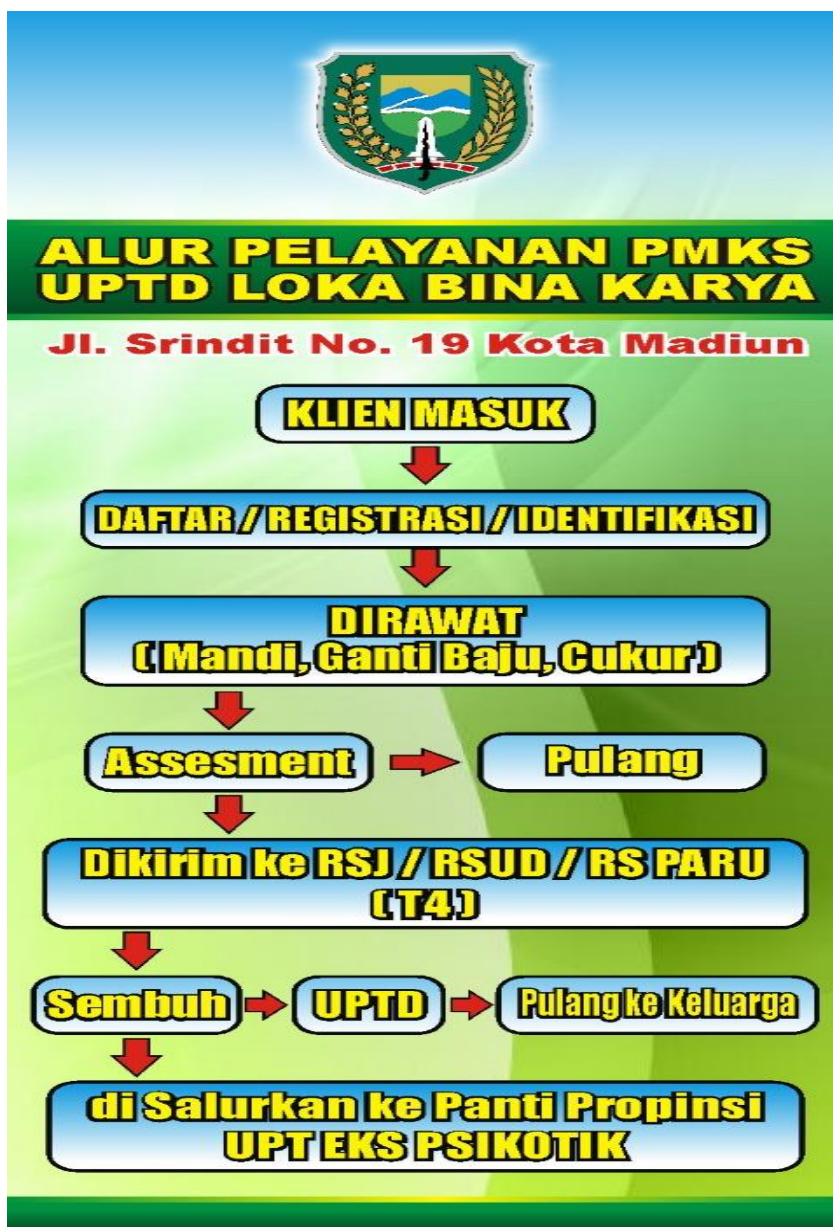 ALUR PELAYANAN PMKS
UPTD LOKA BINA KARYA
Jl. Srindit No. 19 Kota Madiun
KLIEN MASUK
DAFTAR / REGISTRASI / IDENTIFIKASI
DIRAWAT
( Mandi, Ganti Baju, Cukur )
Assesment
Pulang
Dikirim ke RSJ / RSUD / RS PARU
( T4 )
Sembuh
UPTD
Pulang ke Keluarga
di Salurkan ke Panti Propinsi
UPT EKS PSIKOTIK